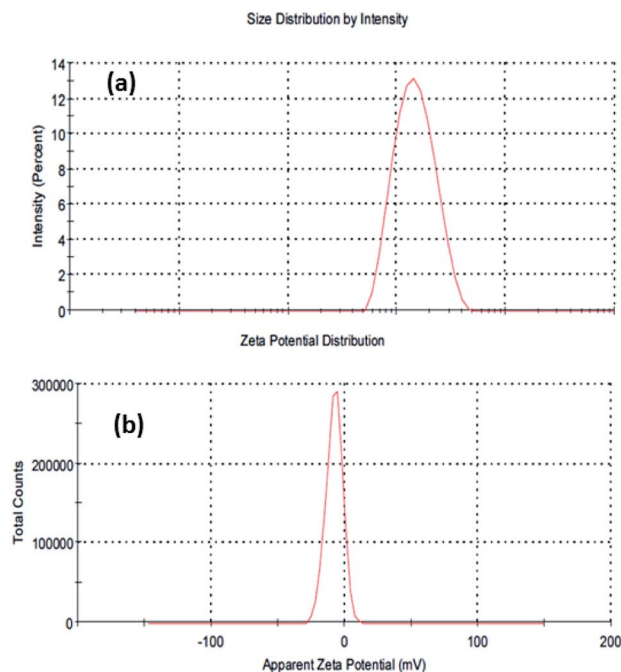 Size Distribution by Intensity
(a)
Intensity (Percent)
14
12
10
8
6
4
2
0
Zeta Potential Distribution
(b)
Total Counts
300000
200000
100000
0
-100 0 100 200
Apparent Zeta Potential (mV)